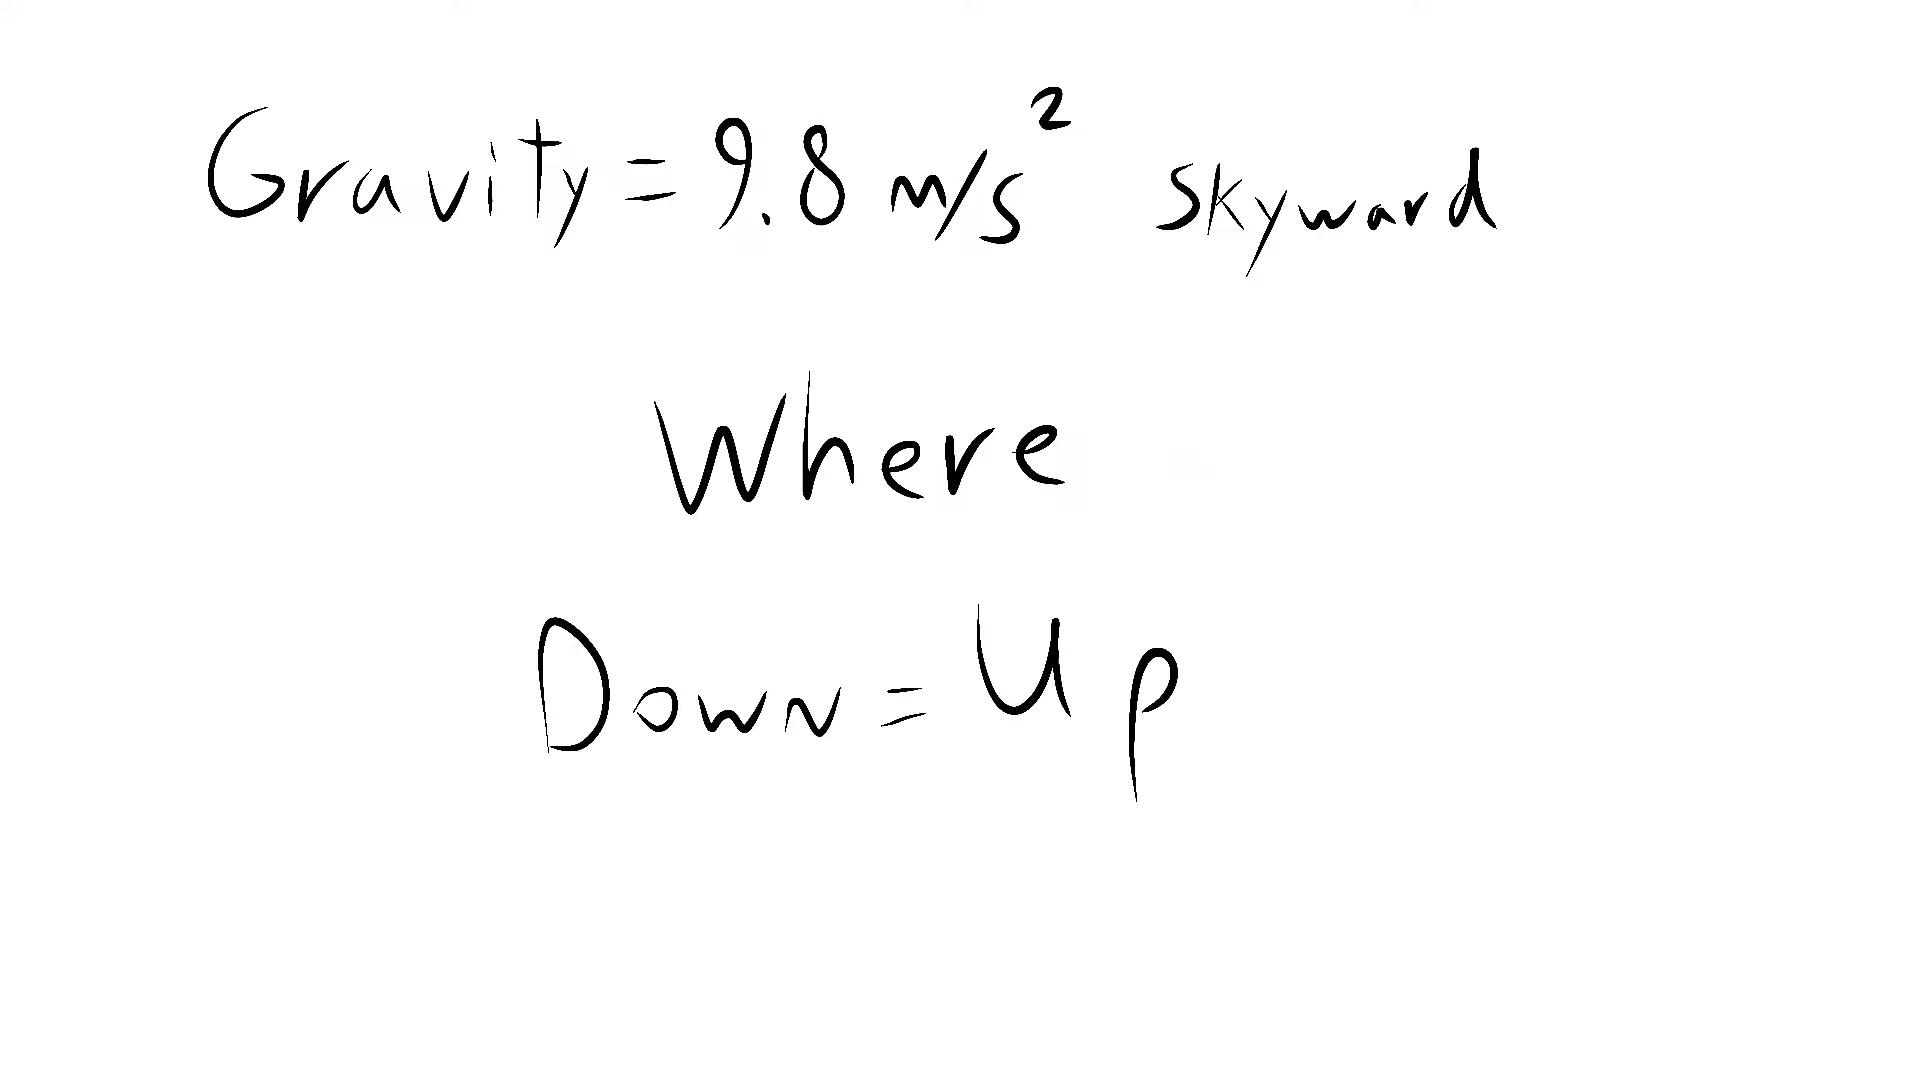 Gravity = 9.8 m/s² skyward
Where
Down = Up